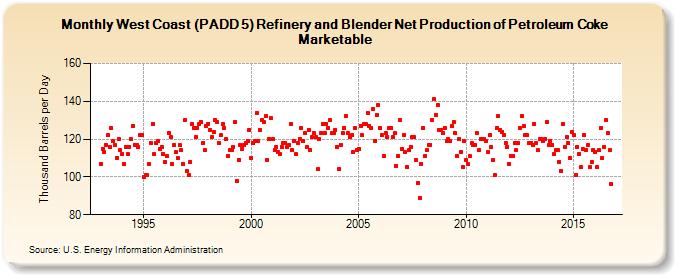 Monthly West Coast (PADD 5) Refinery and Blender Net Production of Petroleum Coke
Marketable
Thousand Barrels per Day
160
140
120
100
80
1995
2000
2005
2010
2015
Source: U.S. Energy Information Administration